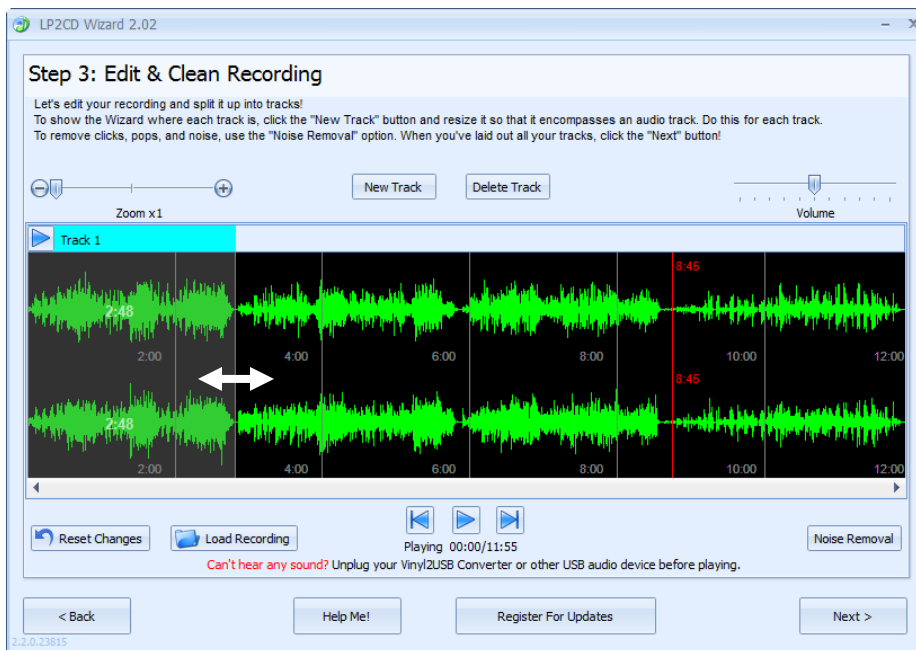 LP2CD Wizard 2.02
Step 3: Edit & Clean Recording
Let's edit your recording and split it up into tracks!
To show the Wizard where each track is, click the "New Track" button and resize it so that it encompasses an audio track. Do this for each track.
To remove clicks, pops, and noise, use the "Noise Removal" option. When you've laid out all your tracks, click the "Next" button!
New Track Delete Track
Zoom x1 Volume
Track 1
8:45
2:48
2:00 4:00 6:00 8:00 10:00 12:00
8:45
2:48
2:00 4:00 6:00 8:00 10:00 12:00
Reset Changes Load Recording Noise Removal
Playing 00:00/11:55
Can't hear any sound? Unplug your Vinyl2USB Converter or other USB audio device before playing.
< Back Help Me! Register For Updates Next >
2.2.0.23815